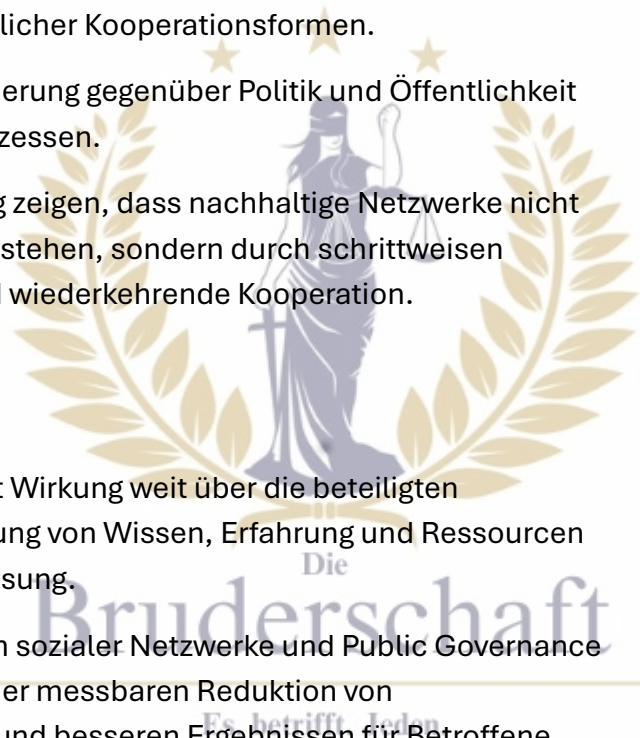 licher Kooperationsformen.
erung gegenüber Politik und Öffentlichkeit
zessen.
g zeigen, dass nachhaltige Netzwerke nicht
stehen, sondern durch schrittweisen
d wiederkehrende Kooperation.
t Wirkung weit über die beteiligten
ung von Wissen, Erfahrung und Ressourcen
Die
sung.
Bruderschaft
n sozialer Netzwerke und Public Governance
er messbaren Reduktion von
Es betrifft Jeden
und besseren Ergebnissen für Betroffene